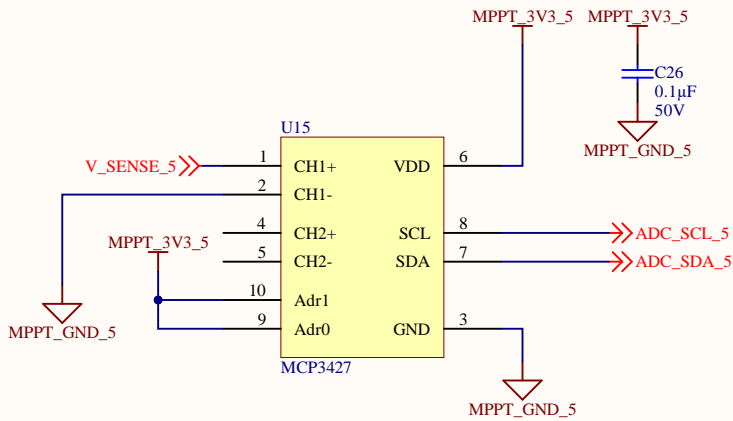 MPPT_3V3_5
MPPT_3V3_5
C26
0.1µF
50V
MPPT_GND_5
U15
V_SENSE_5
1
CH1+
VDD
6
2
CH1-
4
CH2+
SCL
8
ADC_SCL_5
MPPT_3V3_5
5
CH2-
SDA
7
ADC_SDA_5
10
Adr1
MPPT_GND_5
9
Adr0
GND
3
MCP3427
MPPT_GND_5